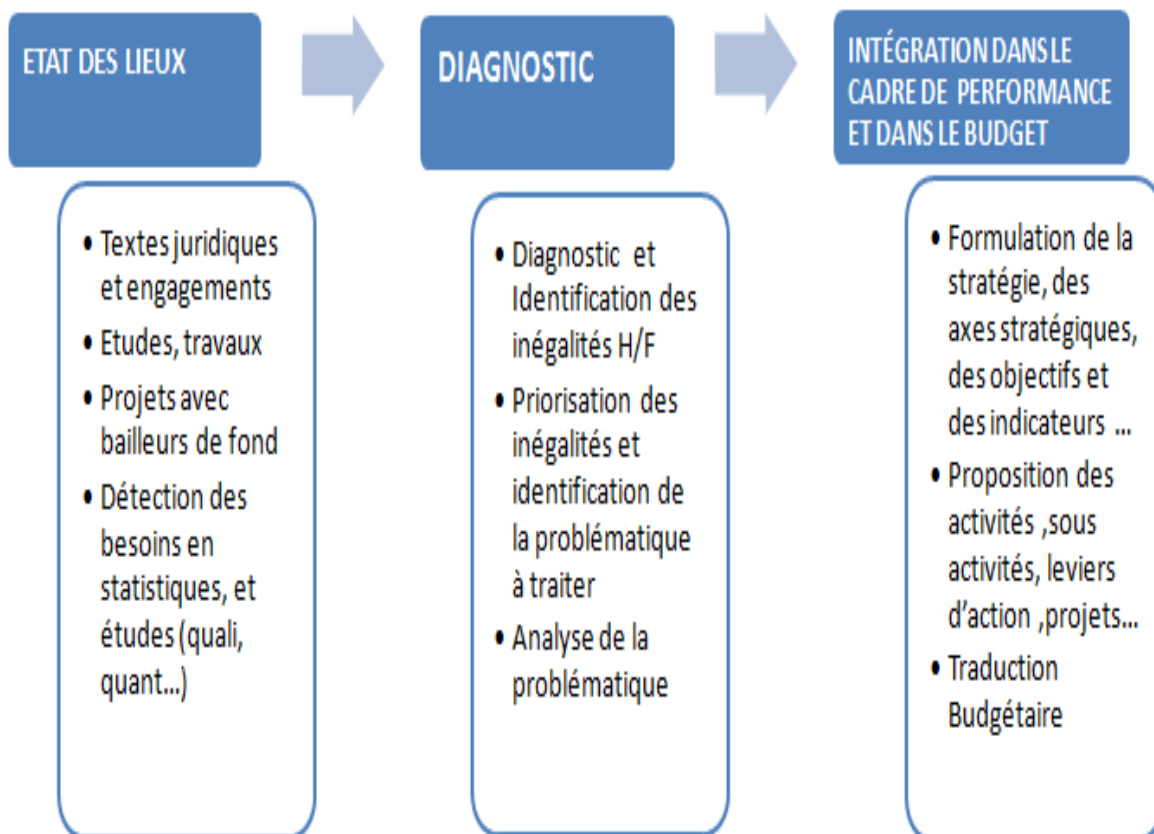 ETAT DES LIEUX
• Textes juridiques
et engagements
• Etudes, travaux
• Projets avec
bailleurs de fond
• Détection des
besoins en
statistiques, et
études (quali,
quant...)
DIAGNOSTIC
• Diagnostic et
Identification des
inégalités H/F
• Priorisation des
inégalités et
identification de
la problématique
à traiter
• Analyse de la
problématique
INTÉGRATION DANS LE
CADRE DE PERFORMANCE
ET DANS LE BUDGET
• Formulation de la
stratégie, des
axes stratégiques,
des objectifs et
des indicateurs ...
• Proposition des
activités ,sous
activités, leviers
d'action ,projets...
• Traduction
Budgétaire